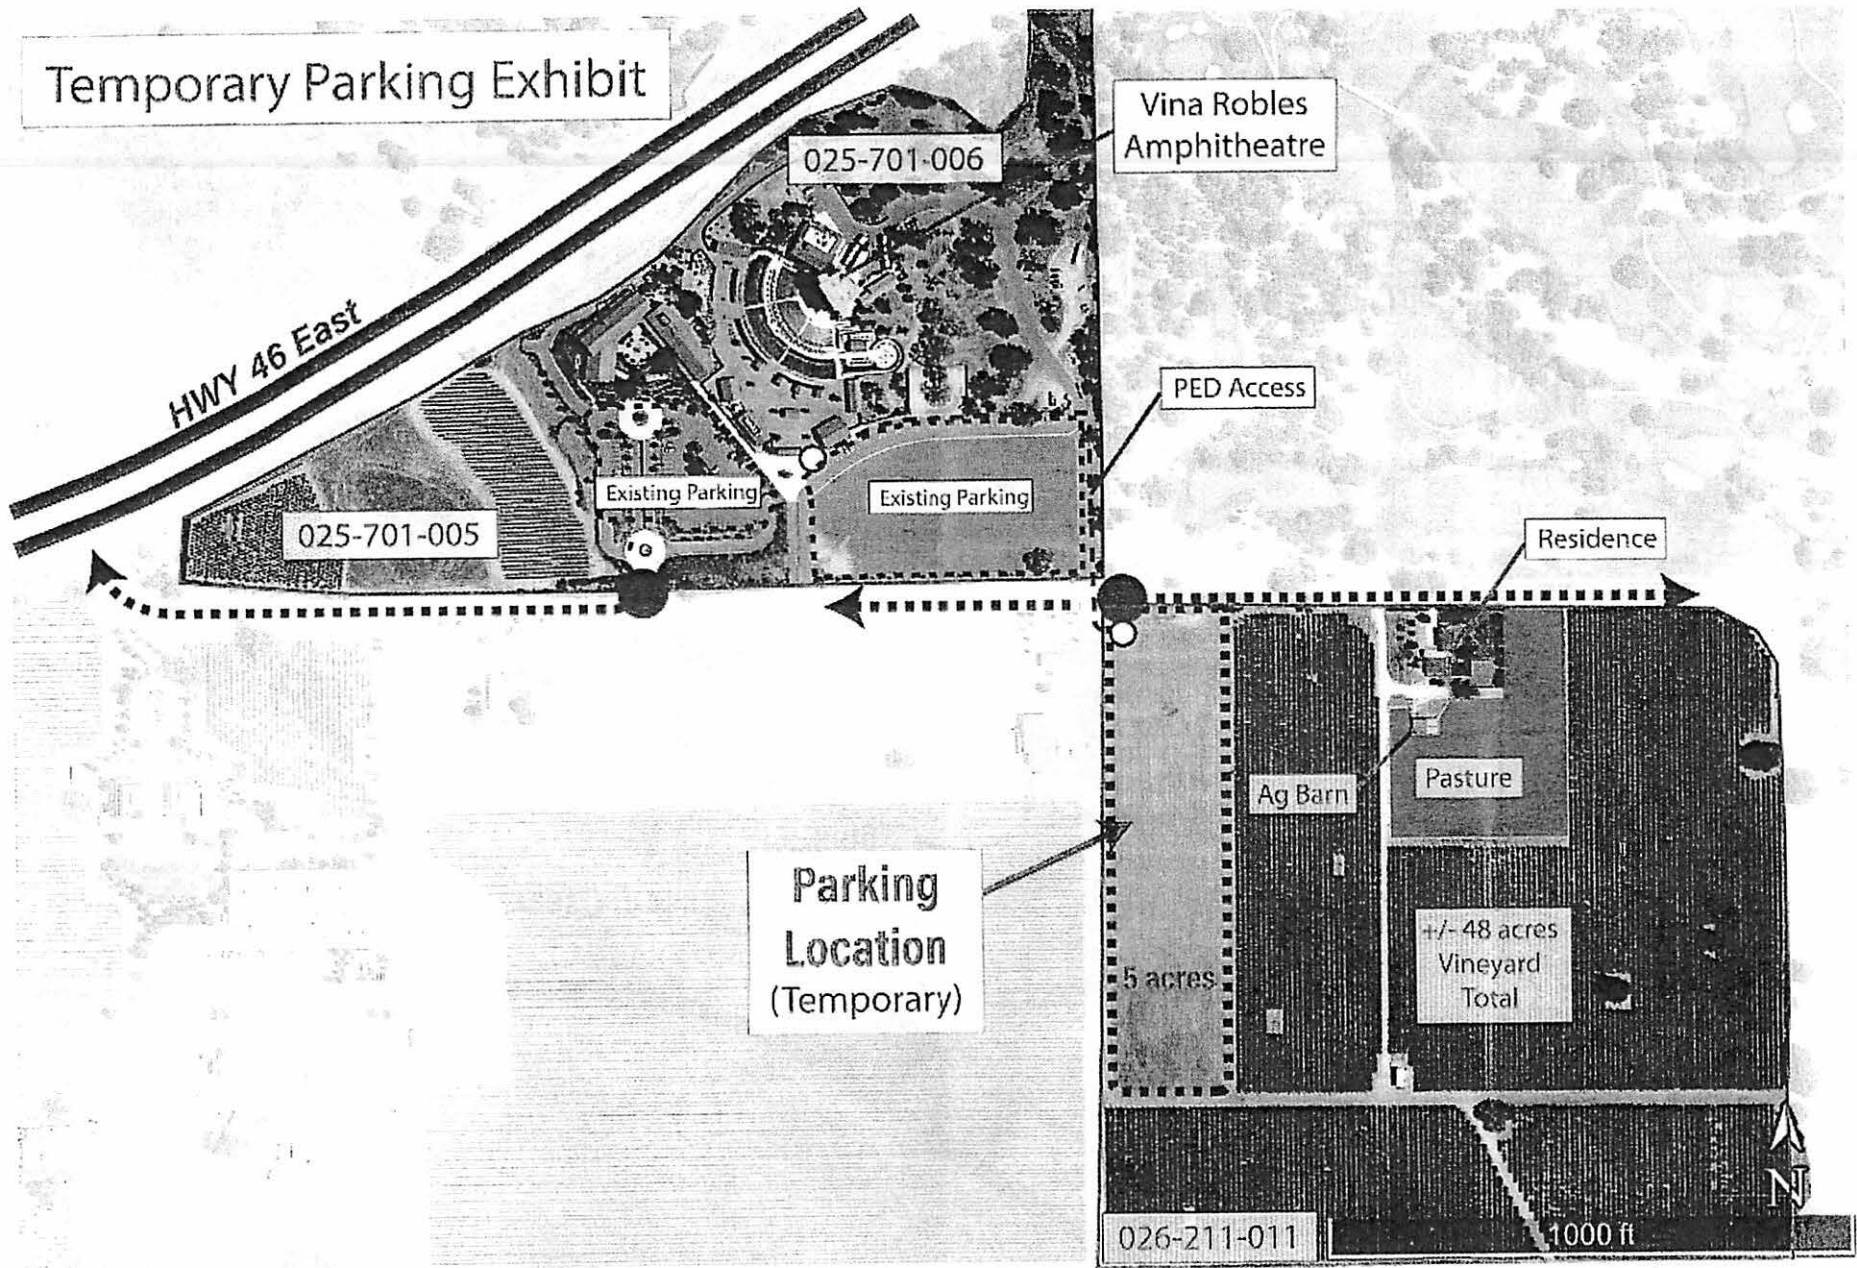 Temporary Parking Exhibit
Vina Robles
Amphitheatre
025-701-006
HWY 46 East
PED Access
Existing Parking
Existing Parking
025-701-005
G
Residence
Ag Barn
Pasture
Parking
Location
(Temporary)
5 acres
+/- 48 acres
Vineyard
Total
N
026-211-011
1000 ft